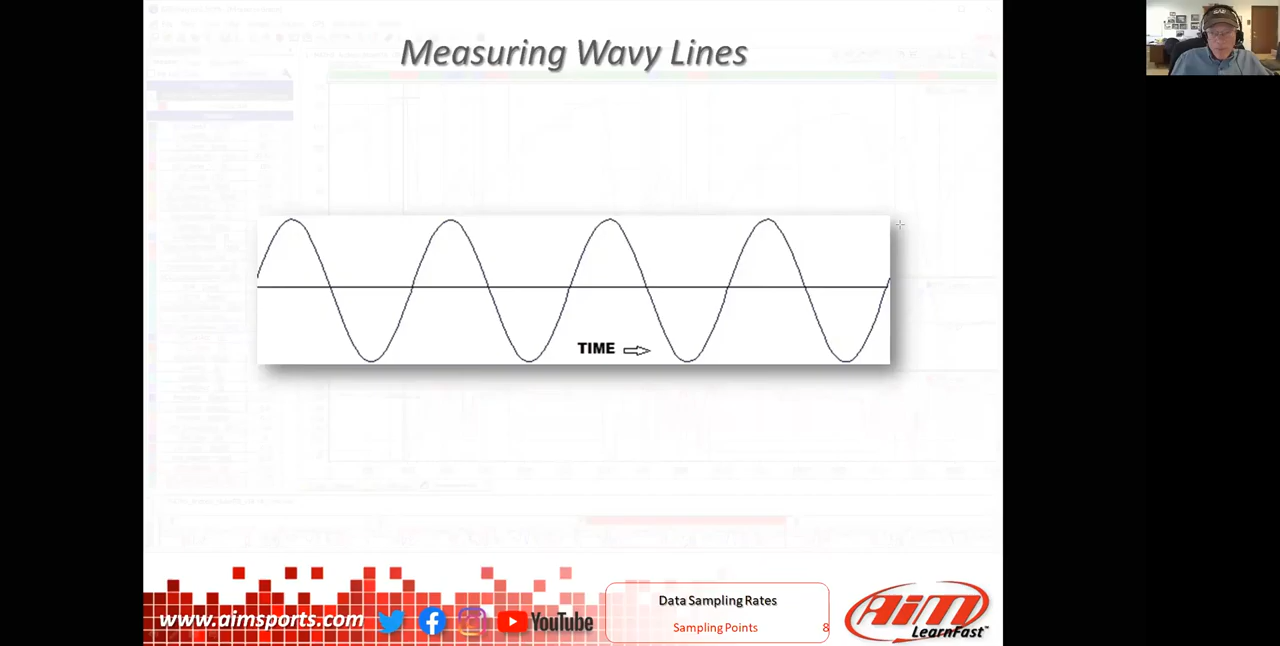 Measuring Wavy Lines
TIME
www.aimsports.com
YouTube
Data Sampling Rates
Sampling Points 8
AiM
LearnFast